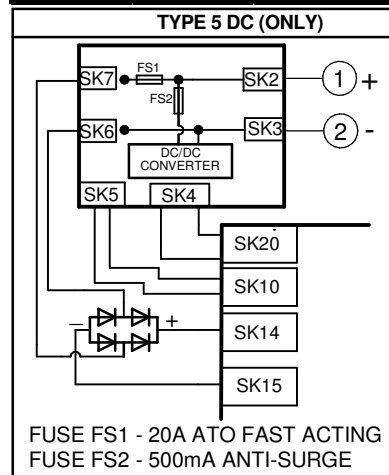 TYPE 5 DC (ONLY)
SK7
FS1
SK2
1
+
FS2
SK6
SK3
2
-
DC/DC
CONVERTER
SK5
SK4
SK20
SK10
–
+
SK14
SK15
FUSE FS1 - 20A ATO FAST ACTING
FUSE FS2 - 500mA ANTI-SURGE